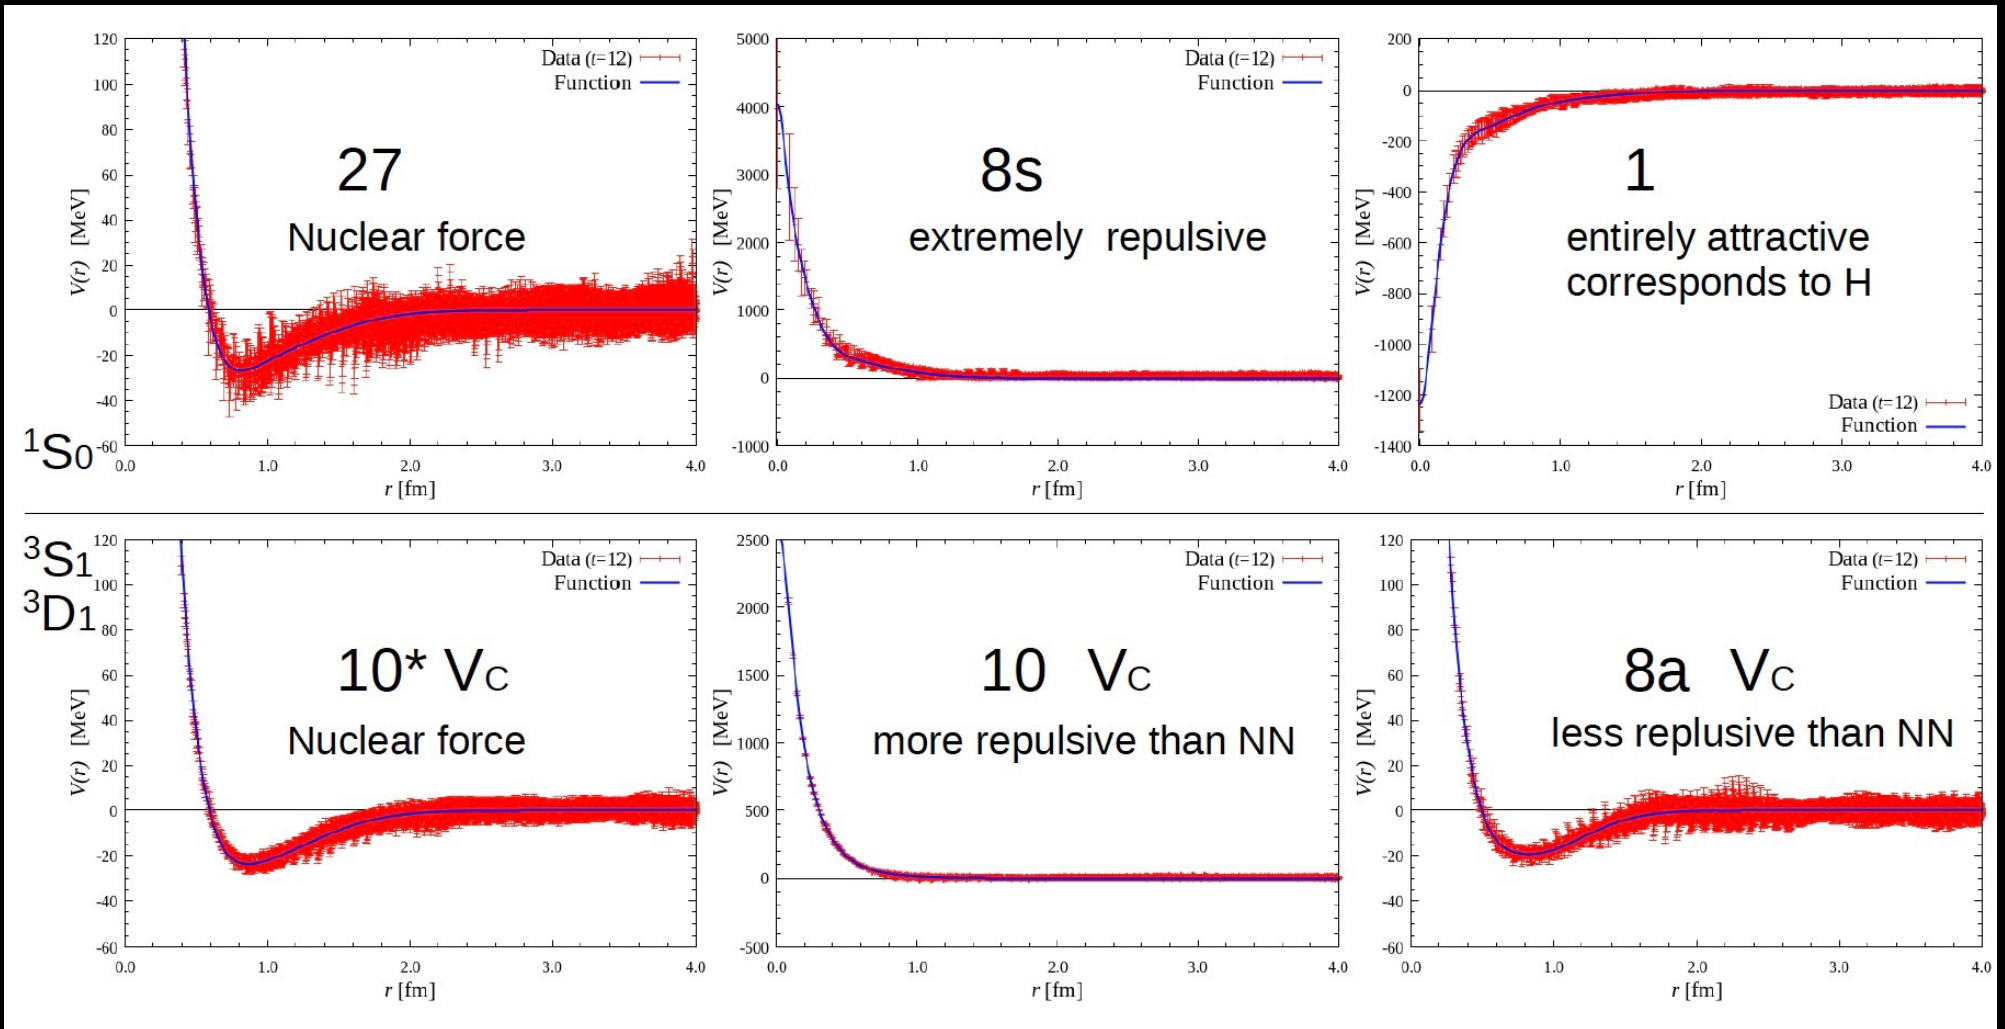 120
100
80
60
40
20
0
-20
-40
-60
V(r) [MeV]
Data (t=12)
Function
27
Nuclear force
0.0 1.0 2.0 3.0 4.0
r [fm]
5000
4000
3000
2000
1000
0
-1000
V(r) [MeV]
Data (t=12)
Function
8s
extremely repulsive
0.0 1.0 2.0 3.0 4.0
r [fm]
200
0
-200
-400
-600
-800
-1000
-1200
-1400
V(r) [MeV]
1
entirely attractive
corresponds to H
Data (t=12)
Function
0.0 1.0 2.0 3.0 4.0
r [fm]
¹S0
³S1
³D1
120
100
80
60
40
20
0
-20
-40
-60
V(r) [MeV]
Data (t=12)
Function
10* VC
Nuclear force
0.0 1.0 2.0 3.0 4.0
r [fm]
2500
2000
1500
1000
500
0
-500
V(r) [MeV]
Data (t=12)
Function
10 VC
more repulsive than NN
0.0 1.0 2.0 3.0 4.0
r [fm]
120
100
80
60
40
20
0
-20
-40
-60
V(r) [MeV]
Data (t=12)
Function
8a VC
less replusive than NN
0.0 1.0 2.0 3.0 4.0
r [fm]